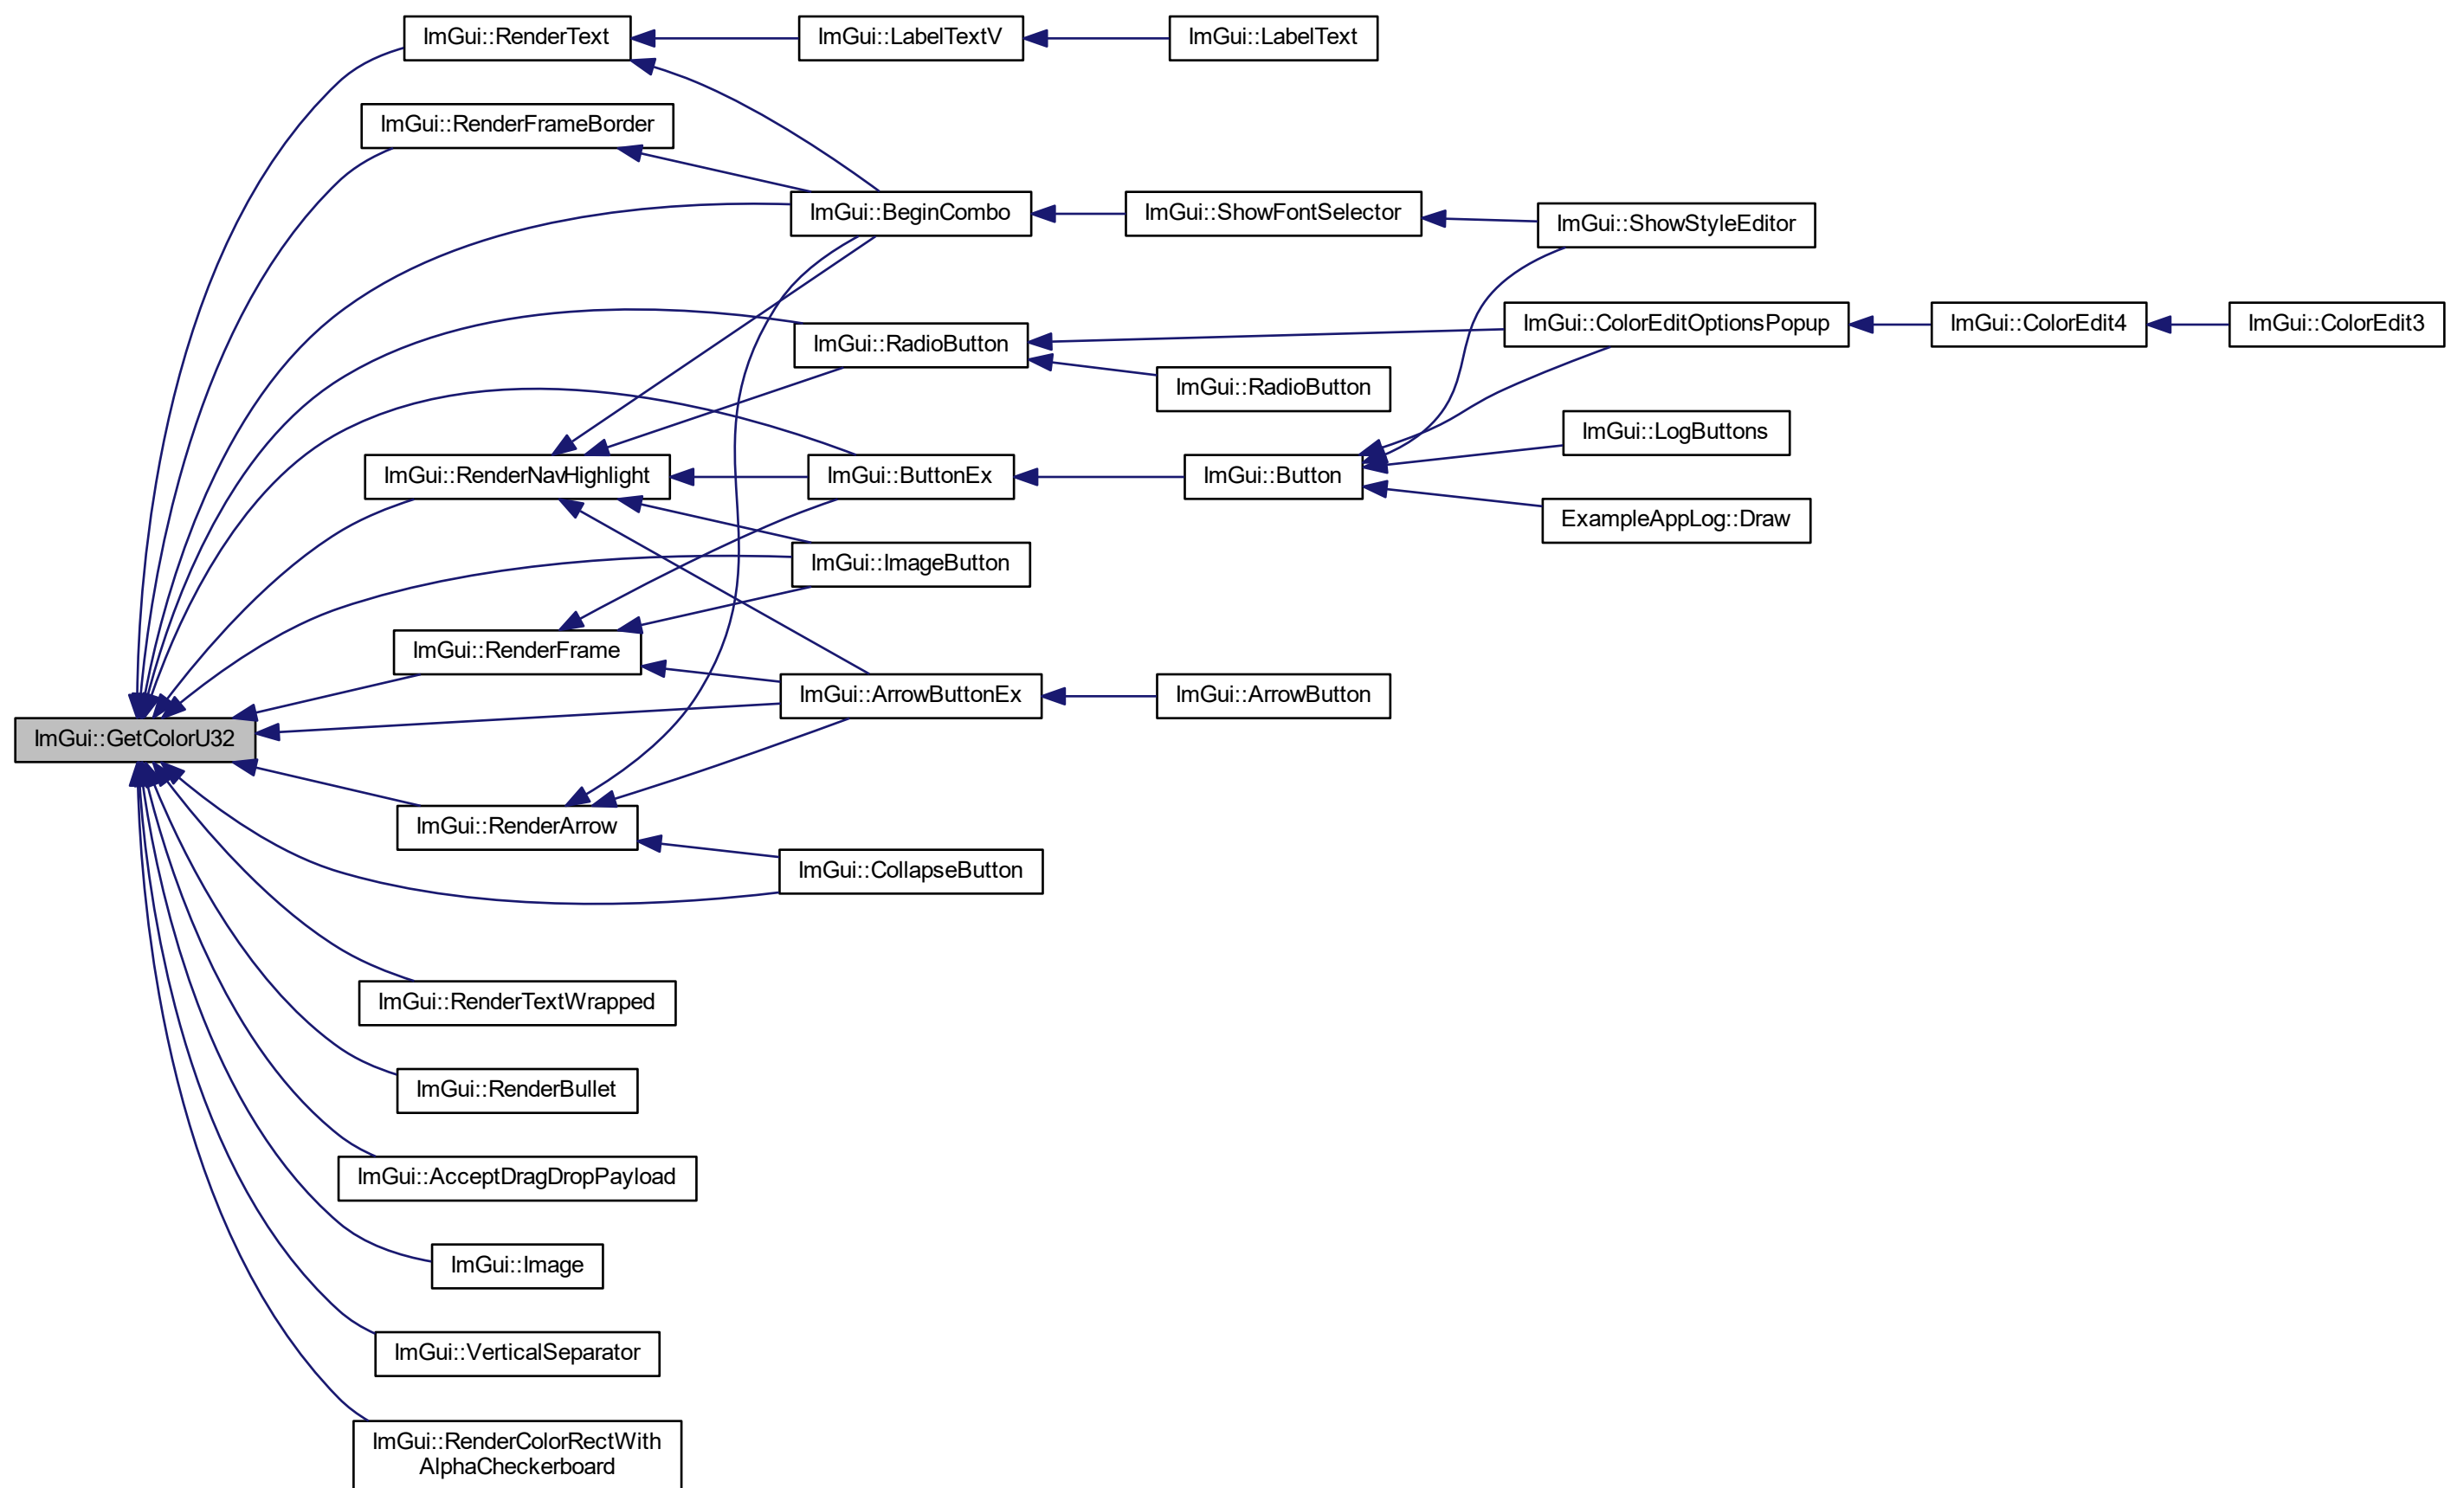 ImGui::RenderText
ImGui::LabelTextV
ImGui::LabelText
ImGui::RenderFrameBorder
ImGui::BeginCombo
ImGui::ShowFontSelector
ImGui::ShowStyleEditor
ImGui::RadioButton
ImGui::ColorEditOptionsPopup
ImGui::ColorEdit4
ImGui::ColorEdit3
ImGui::RadioButton
ImGui::LogButtons
ImGui::RenderNavHighlight
ImGui::ButtonEx
ImGui::Button
ExampleAppLog::Draw
ImGui::ImageButton
ImGui::RenderFrame
ImGui::ArrowButtonEx
ImGui::ArrowButton
ImGui::GetColorU32
ImGui::RenderArrow
ImGui::CollapseButton
ImGui::RenderTextWrapped
ImGui::RenderBullet
ImGui::AcceptDragDropPayload
ImGui::Image
ImGui::VerticalSeparator
ImGui::RenderColorRectWith
AlphaCheckerboard